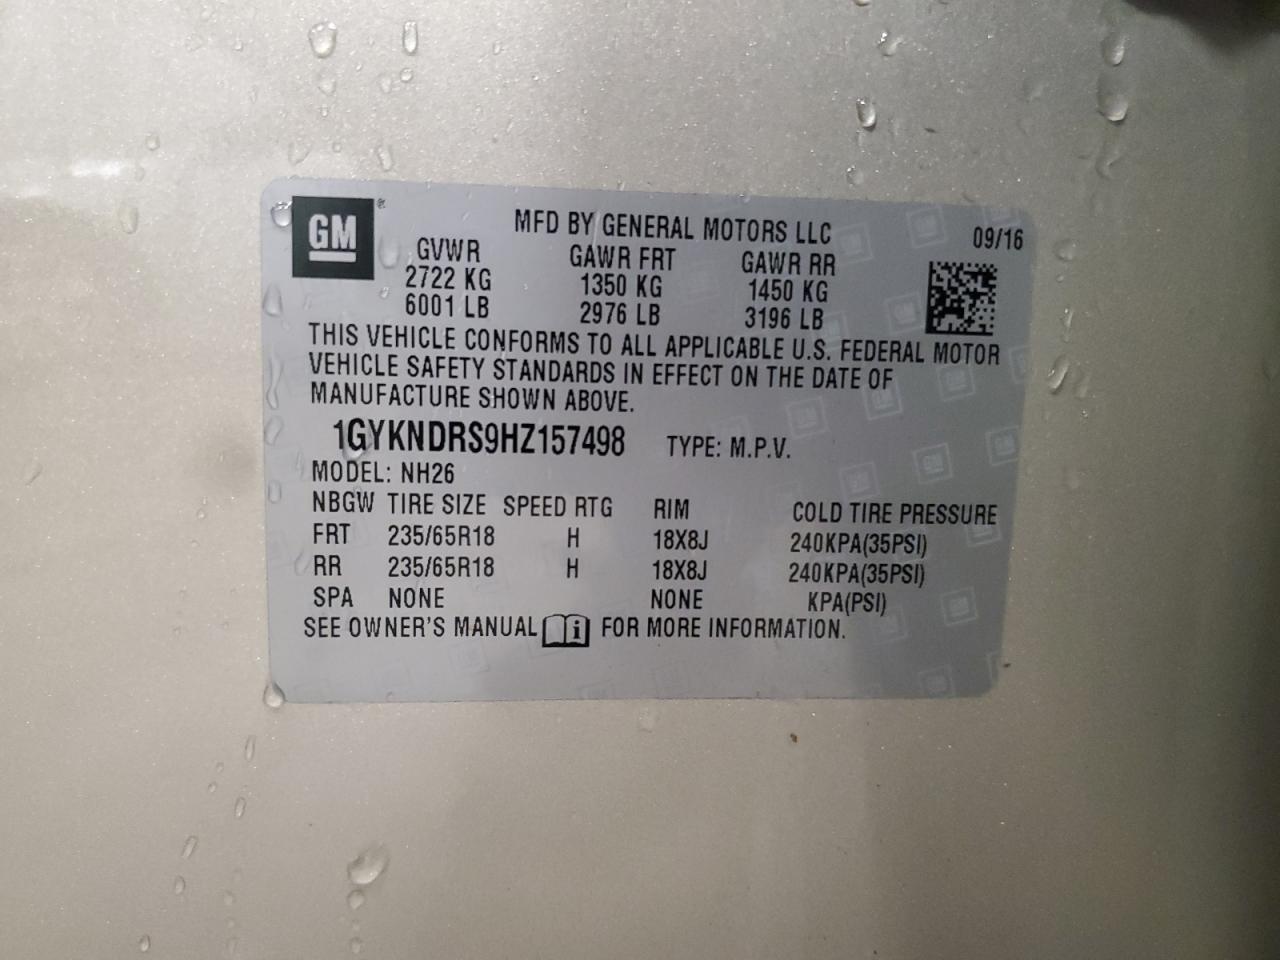 GM ®
MFD BY GENERAL MOTORS LLC 09/16
GVWR GAWR FRT GAWR RR
2722 KG 1350 KG 1450 KG
6001 LB 2976 LB 3196 LB
THIS VEHICLE CONFORMS TO ALL APPLICABLE U.S. FEDERAL MOTOR
VEHICLE SAFETY STANDARDS IN EFFECT ON THE DATE OF
MANUFACTURE SHOWN ABOVE.
1GYKNDRS9HZ157498 TYPE: M.P.V.
MODEL: NH26
NBGW TIRE SIZE SPEED RTG RIM COLD TIRE PRESSURE
FRT 235/65R18 H 18X8J 240KPA(35PSI)
RR 235/65R18 H 18X8J 240KPA(35PSI)
SPA NONE NONE KPA(PSI)
SEE OWNER'S MANUAL i FOR MORE INFORMATION.